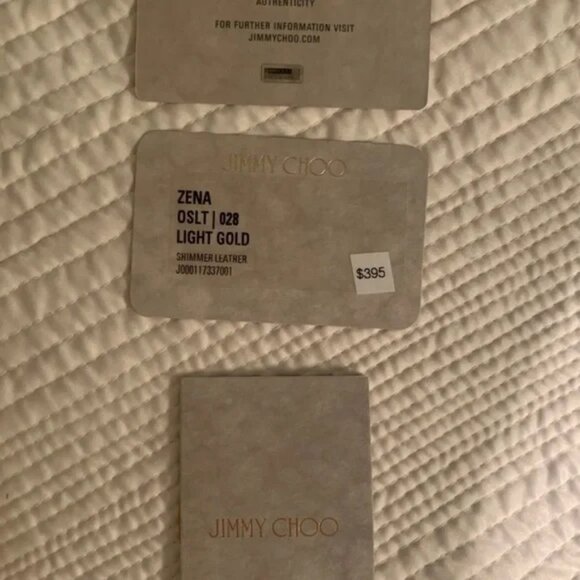 AUTHENTICITY
FOR FURTHER INFORMATION VISIT
JIMMYCHOO.COM
JIMMY CHOO
ZENA
OSLT | 028
LIGHT GOLD
SHIMMER LEATHER
J000117337001
$395
JIMMY CHOO